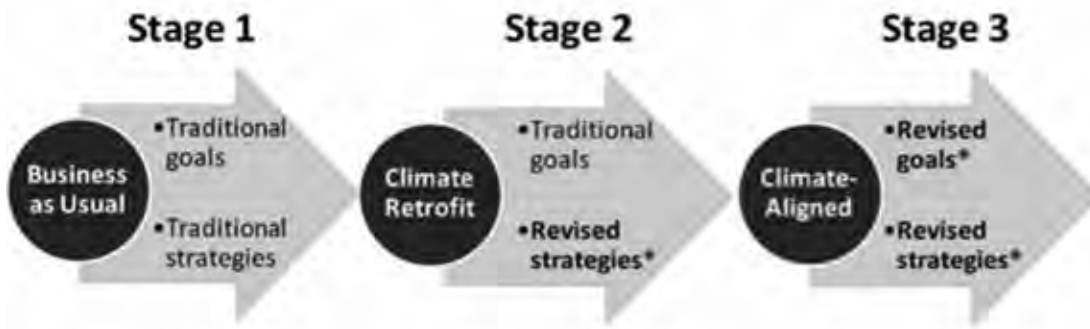 Stage 1
Stage 2
Stage 3
Business
as Usual
•Traditional
goals
•Traditional
strategies
Climate
Retrofit
•Traditional
goals
•Revised
strategies*
Climate-
Aligned
•Revised
goals*
•Revised
strategies*